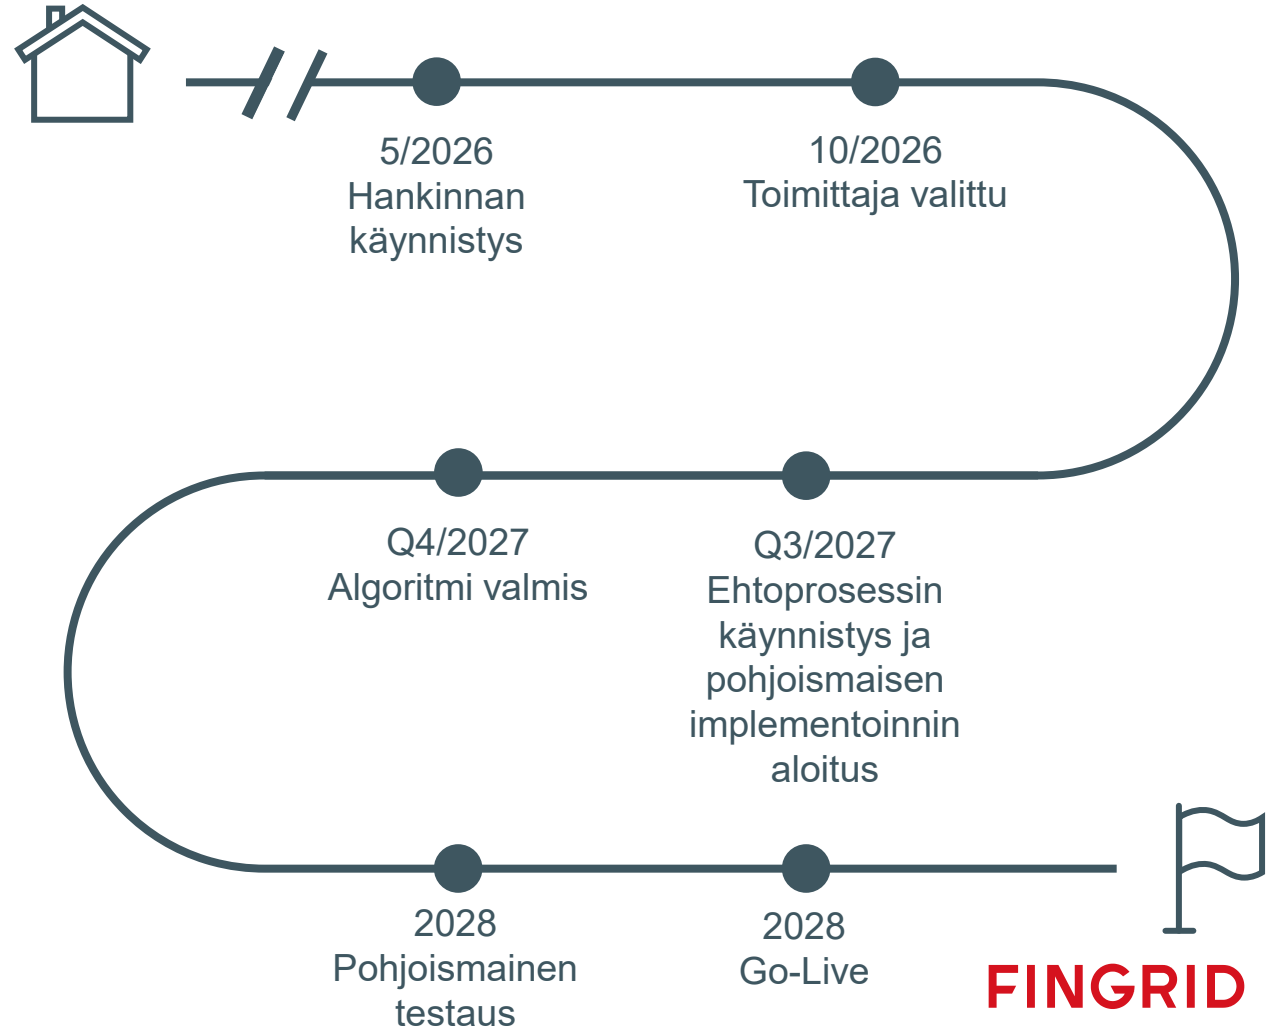 5/2026
Hankinnan
käynnistys
10/2026
Toimittaja valittu
Q4/2027
Algoritmi valmis
Q3/2027
Ehtoprosessin
käynnistys ja
pohjoismaisen
implementoinnin
aloitus
2028
Pohjoismainen
testaus
2028
Go-Live
FINGRID